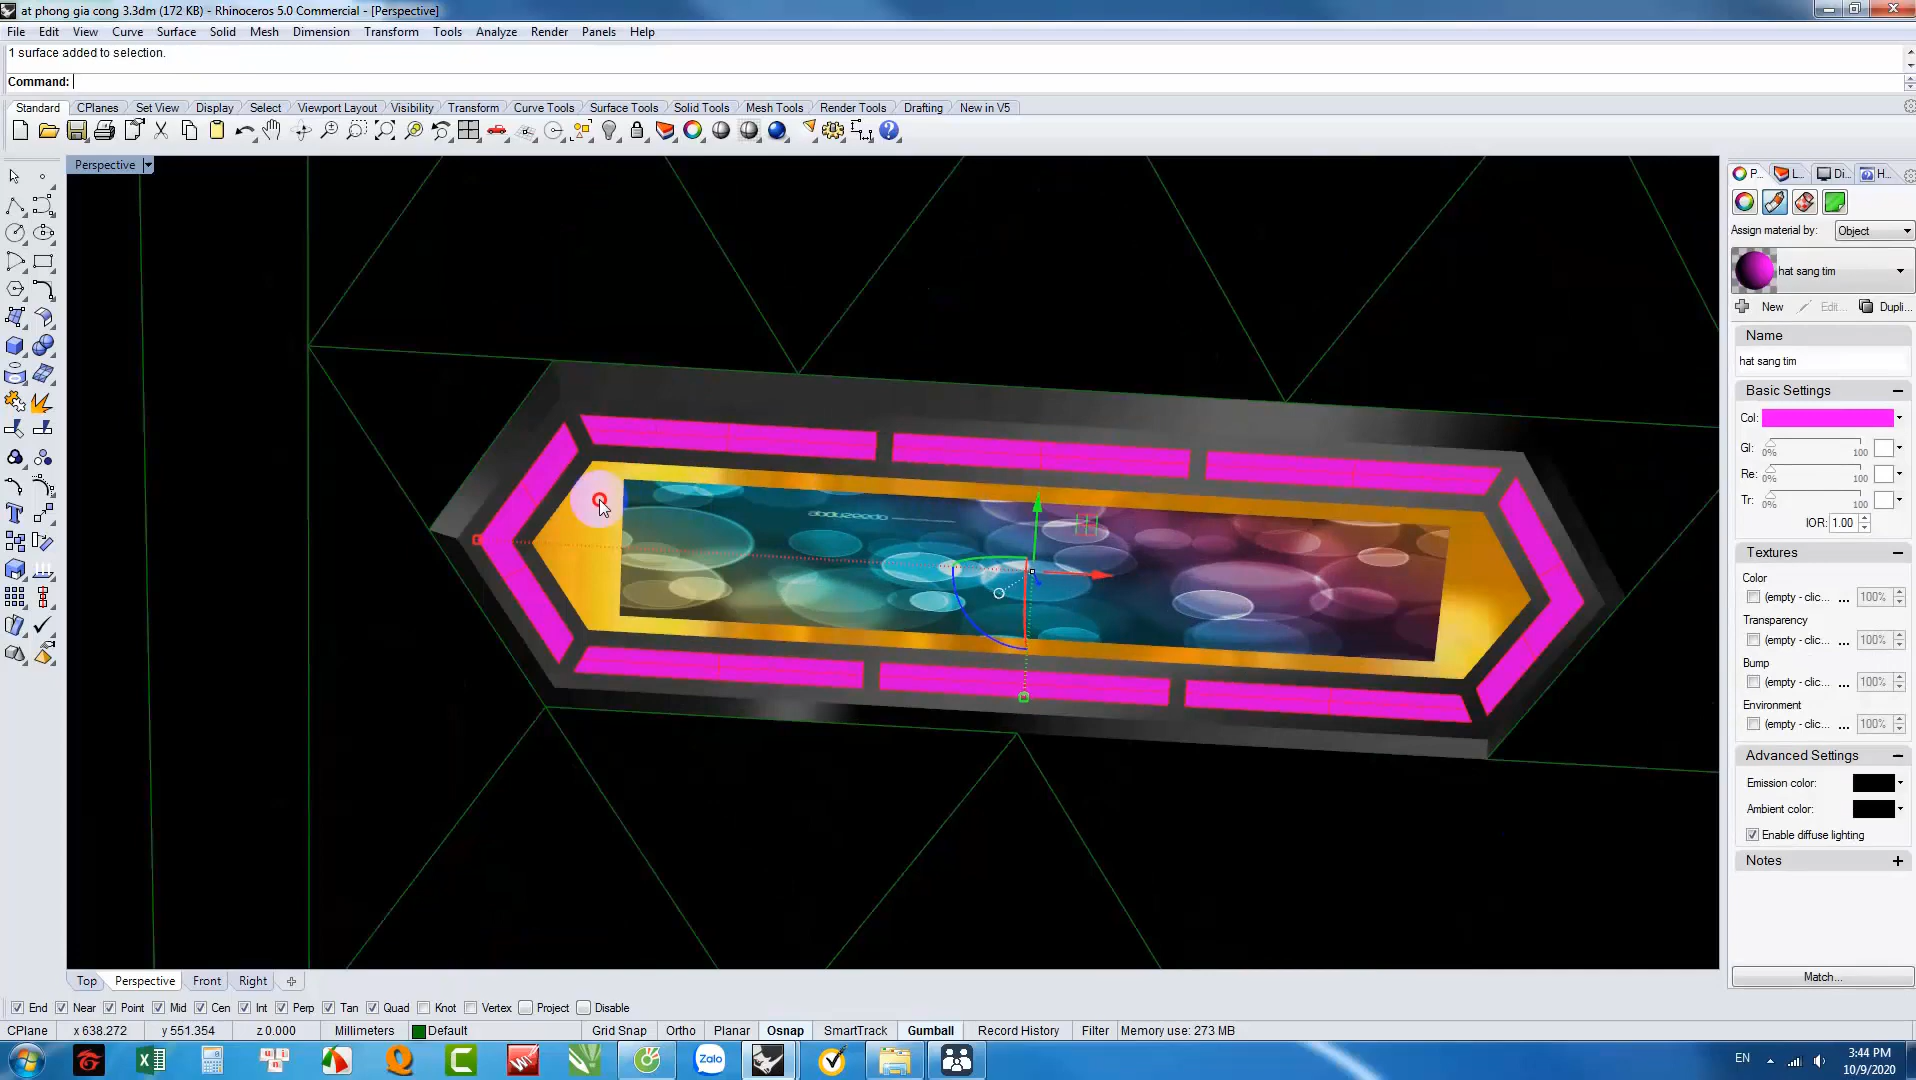 at phong gia cong 3.3dm (172 KB) - Rhinoceros 5.0 Commercial - [Perspective]
File Edit View Curve Surface Solid Mesh Dimension Transform Tools Analyze Render Panels Help
1 surface added to selection.
Command:
Standard CPlanes Set View Display Select Viewport Layout Visibility Transform Curve Tools Surface Tools Solid Tools Mesh Tools Render Tools Drafting New in V5
Perspective
P... L... Di... H...
Assign material by: Object
hat sang tim
New Edit... Dupli...
Name
hat sang tim
Basic Settings
Col:
Gl: 0% 100
Re: 0% 100
Tr: 0% 100
IOR: 1.00
Textures
Color
(empty - clic... ... 100%
Transparency
(empty - clic... ... 100%
Bump
(empty - clic... ... 100%
Environment
(empty - clic... ... 100%
Advanced Settings
Emission color:
Ambient color:
Enable diffuse lighting
Notes
Match...
Top Perspective Front Right
End Near Point Mid Cen Int Perp Tan Quad Knot Vertex Project Disable
CPlane x 638.272 y 551.354 z 0.000 Millimeters Default Grid Snap Ortho Planar Osnap SmartTrack Gumball Record History Filter Memory use: 273 MB
Zalo
EN
3:44 PM
10/9/2020